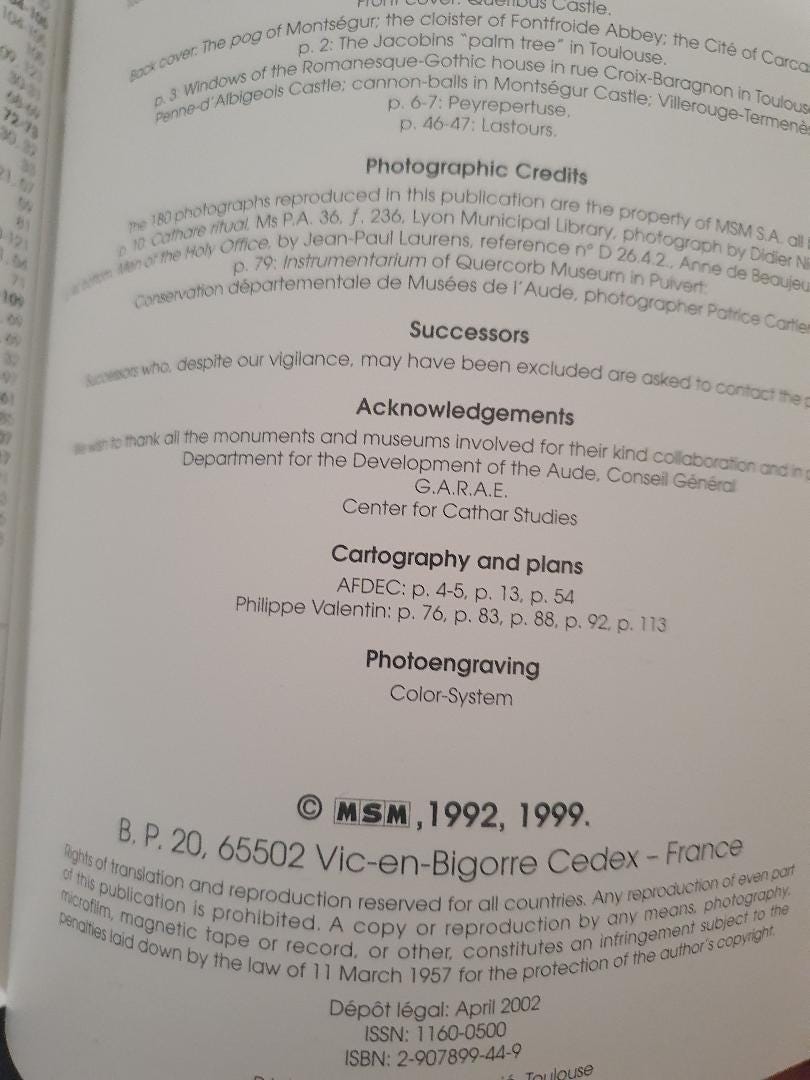 Front cover: Quéribus Castle.
Back cover: The pog of Montségur; the cloister of Fontfroide Abbey; the Cité of
p. 2: The Jacobins "palm tree" in Toulouse.
p. 3: Windows of the Romanesque-Gothic house in rue Croix-Baragnon in Toulouse
Penne-d'Albigeois Castle; cannon-balls in Montségur Castle; Villerouge-Termenès
p. 6-7: Peyrepertuse.
p. 46-47: Lastours.
Photographic Credits
The 180 photographs reproduced in this publication are the property of MSM S.A. all
p. 10: Cathare ritual, Ms P.A. 36, f. 236, Lyon Municipal Library, photograph by Didier
Men of the Holy Office, by Jean-Paul Laurens, reference n° D 26.4.2., Anne de
p. 79: Instrumentarium of Quercorb Museum in Puivert:
Conservation départementale de Musées de l'Aude, photographer Patrice Cartier
Successors
Successors who, despite our vigilance, may have been excluded are asked to contact the
Acknowledgements
We wish to thank all the monuments and museums involved for their kind collaboration and in
Department for the Development of the Aude, Conseil Général
G.A.R.A.E.
Center for Cathar Studies
Cartography and plans
AFDEC: p. 4-5, p. 13, p. 54
Philippe Valentin: p. 76, p. 83, p. 88, p. 92, p. 113
Photoengraving
Color-System
© MSM, 1992, 1999.
B. P. 20, 65502 Vic-en-Bigorre Cedex – France
Rights of translation and reproduction reserved for all countries. Any reproduction of even part
of this publication is prohibited. A copy or reproduction by any means, photography,
microfilm, magnetic tape or record, or other, constitutes an infringement subject to the
penalties laid down by the law of 11 March 1957 for the protection of the author's copyright.
Dépôt légal: April 2002
ISSN: 1160-0500
ISBN: 2-907899-44-9
Toulouse